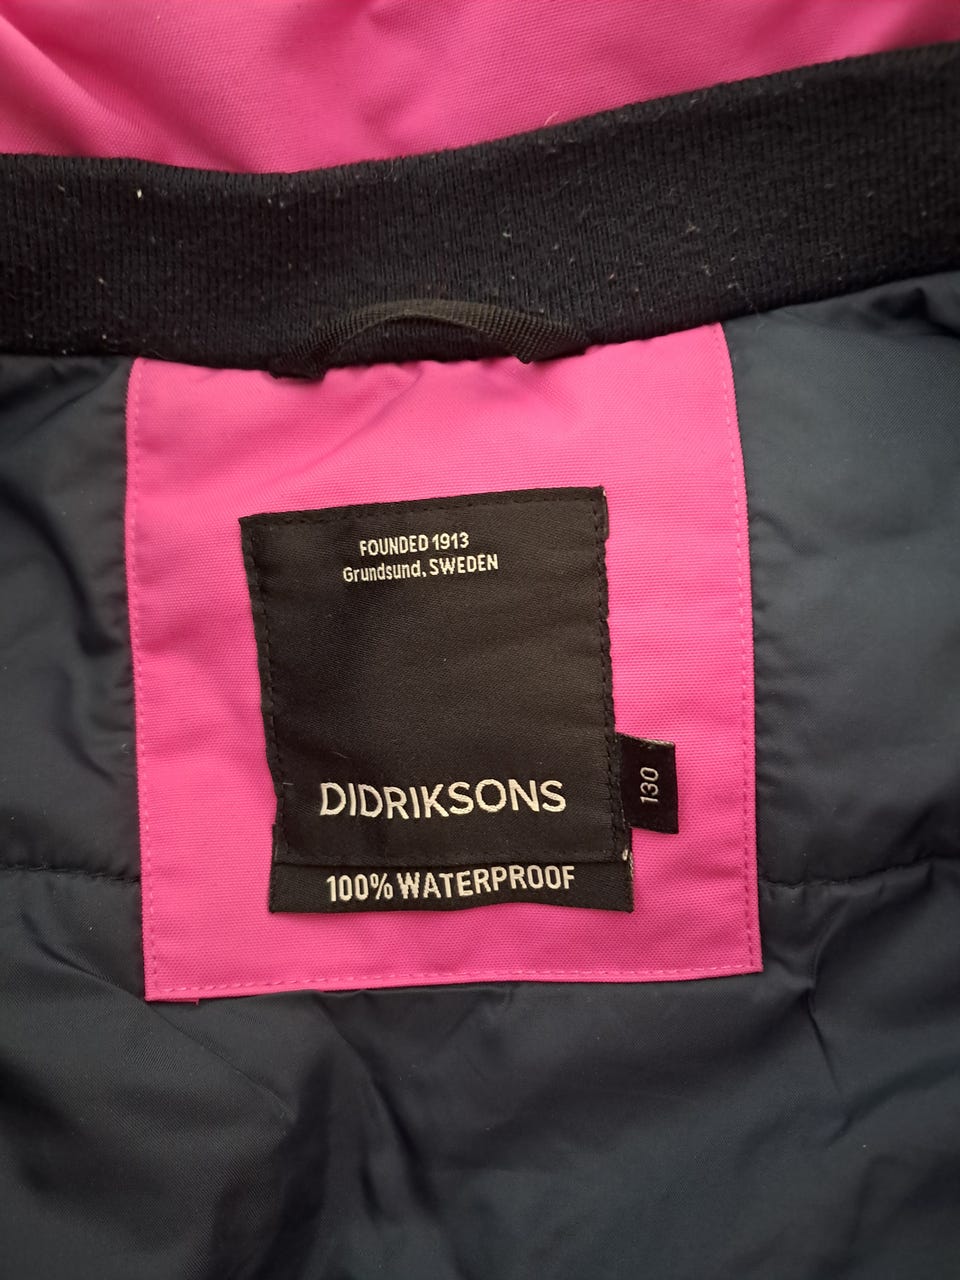 FOUNDED 1913
Grundsund, SWEDEN
DIDRIKSONS
130
100% WATERPROOF